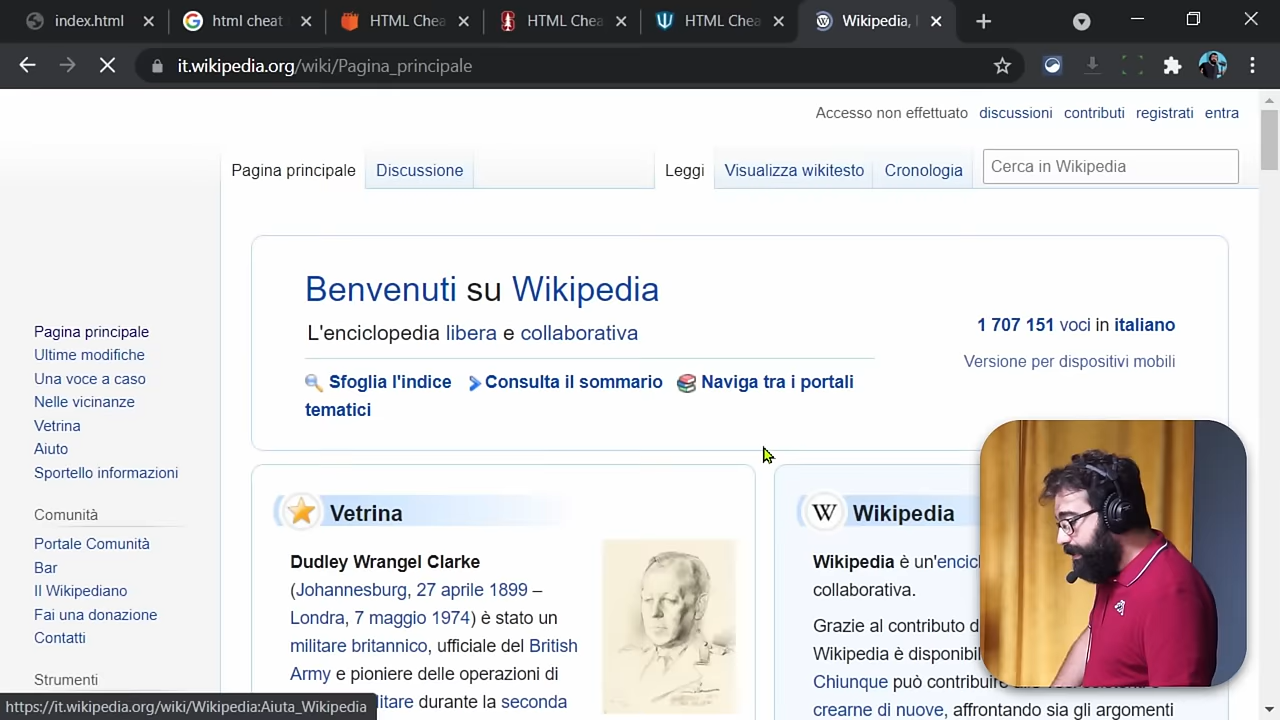 index.html
html cheat
HTML Chea
HTML Chea
HTML Chea
Wikipedia,
it.wikipedia.org/wiki/Pagina_principale
Accesso non effettuato discussioni contributi registrati entra
Pagina principale Discussione Leggi Visualizza wikitesto Cronologia Cerca in Wikipedia
Benvenuti su Wikipedia
L'enciclopedia libera e collaborativa
1 707 151 voci in italiano
Versione per dispositivi mobili
Sfoglia l'indice Consulta il sommario Naviga tra i portali
tematici
Pagina principale
Ultime modifiche
Una voce a caso
Nelle vicinanze
Vetrina
Aiuto
Sportello informazioni
Comunità
Portale Comunità
Bar
Il Wikipediano
Fai una donazione
Contatti
Strumenti
Vetrina
Dudley Wrangel Clarke
(Johannesburg, 27 aprile 1899 –
Londra, 7 maggio 1974) è stato un
militare britannico, ufficiale del British
Army e pioniere delle operazioni di
litare durante la seconda
W Wikipedia
Wikipedia è un'encic
collaborativa.
Grazie al contributo d
Wikipedia è disponibil
Chiunque può contribuire
crearne di nuove, affrontando sia gli argomenti
https://it.wikipedia.org/wiki/Wikipedia:Aiuta_Wikipedia